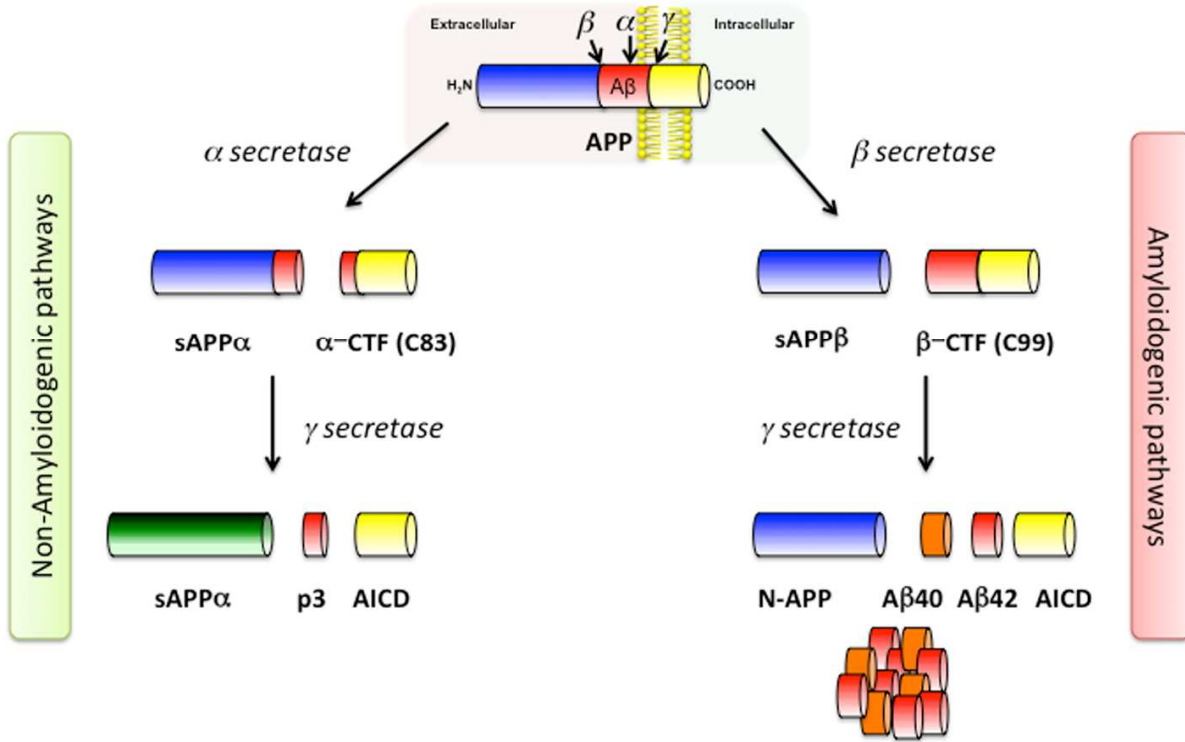 Extracellular
β α γ
Intracellular
H₂N
Aβ
COOH
APP
α secretase
β secretase
Non-Amyloidogenic pathways
Amyloidogenic pathways
sAPPα
α–CTF (C83)
sAPPβ
β–CTF (C99)
γ secretase
γ secretase
sAPPα
p3
AICD
N-APP
Aβ40
Aβ42
AICD